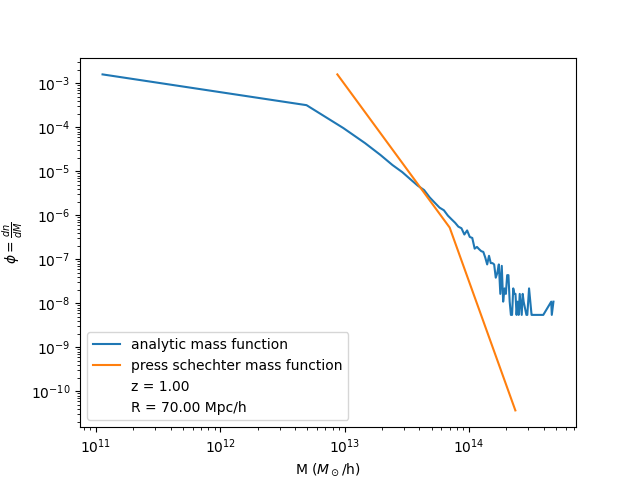 10⁻³
10⁻⁴
10⁻⁵
10⁻⁶
10⁻⁷
10⁻⁸
10⁻⁹
10⁻¹⁰
ϕ = dn/dM
analytic mass function
press schechter mass function
z = 1.00
R = 70.00 Mpc/h
10¹¹ 10¹² 10¹³ 10¹⁴
M (M⊙/h)